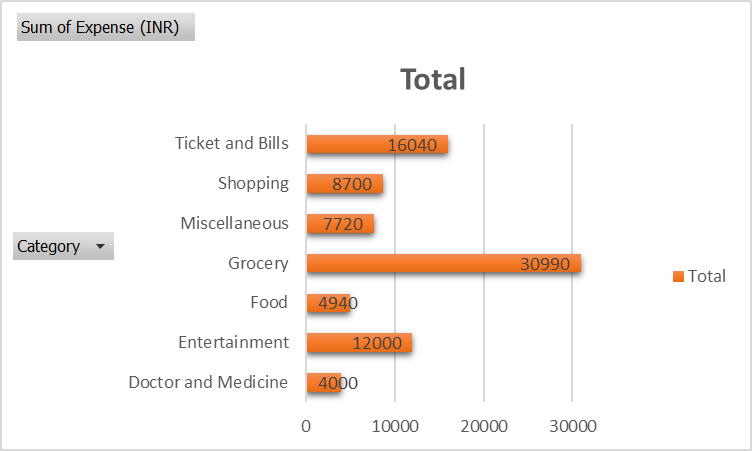 Sum of Expense (INR)
Total
Ticket and Bills 16040
Shopping 8700
Miscellaneous 7720
Category
Grocery 30990
Total
Food 4940
Entertainment 12000
Doctor and Medicine 4000
0 10000 20000 30000